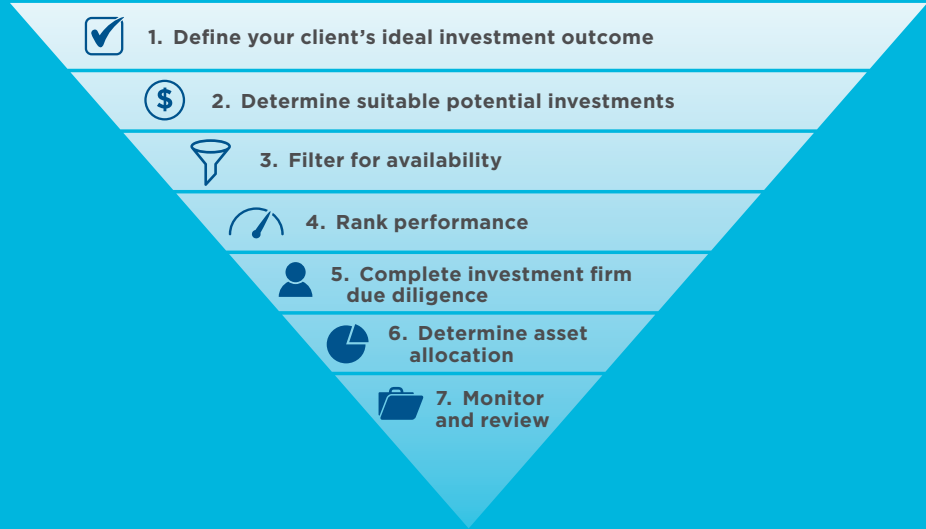 1. Define your client's ideal investment outcome
$
2. Determine suitable potential investments
3. Filter for availability
4. Rank performance
5. Complete investment firm
due diligence
6. Determine asset
allocation
7. Monitor
and review